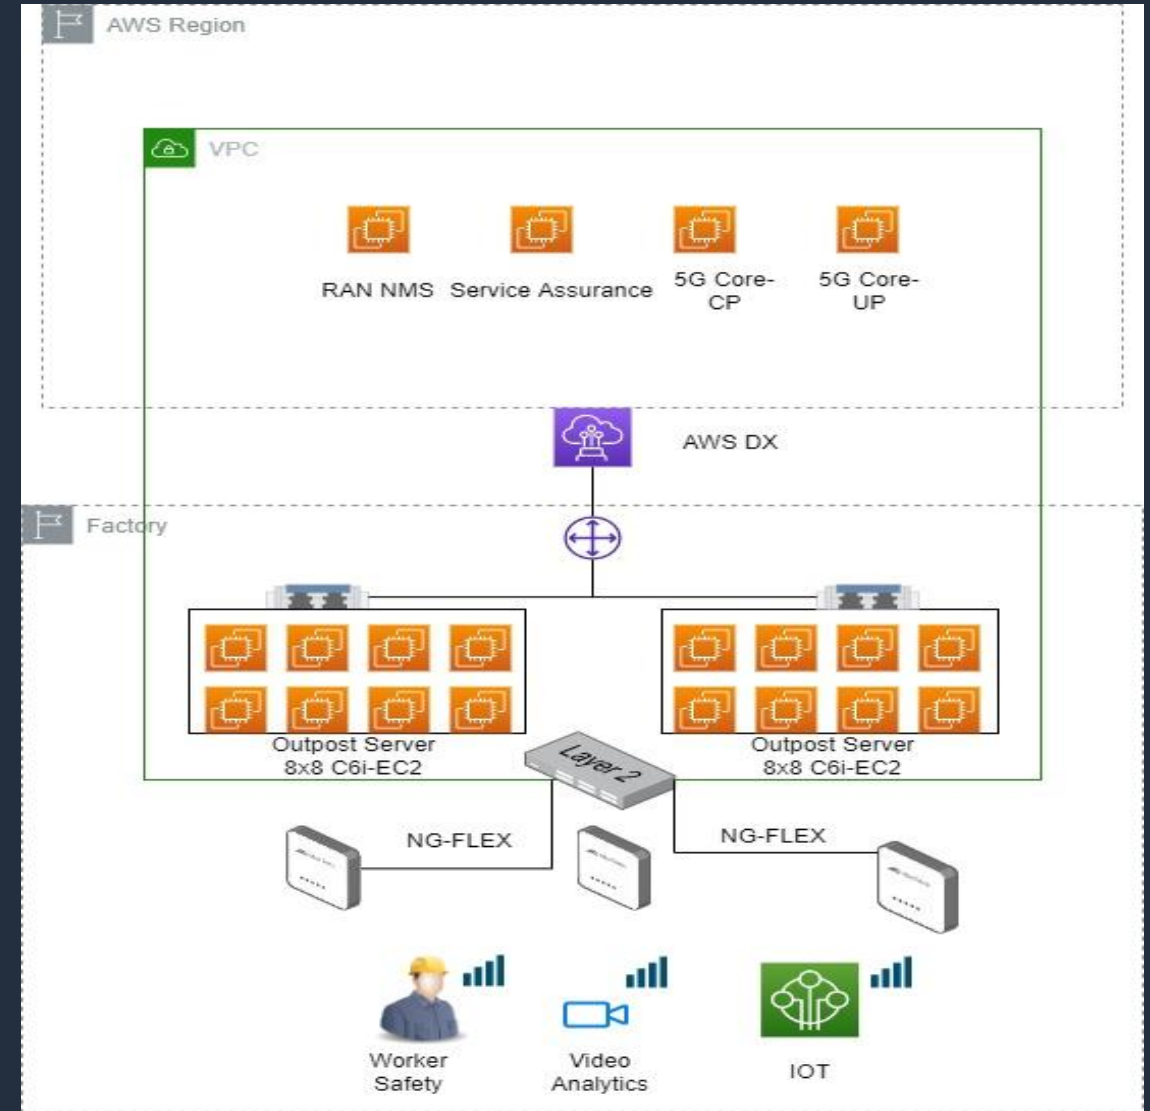 AWS Region
VPC
RAN NMS
Service Assurance
5G Core-
CP
5G Core-
UP
AWS DX
Factory
Outpost Server
8x8 C6i-EC2
Outpost Server
8x8 C6i-EC2
Layer 2
NG-FLEX
NG-FLEX
Worker
Safety
Video
Analytics
IOT